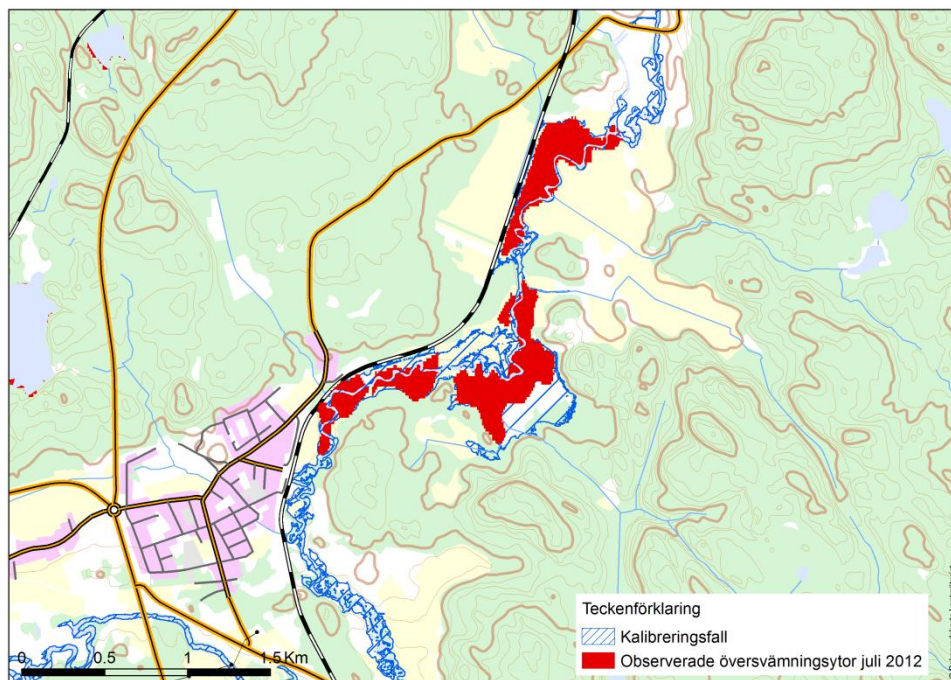 Teckenförklaring
Kalibreringsfall
Observerade översvämningsytor juli 2012
0 0.5 1 1.5 Km